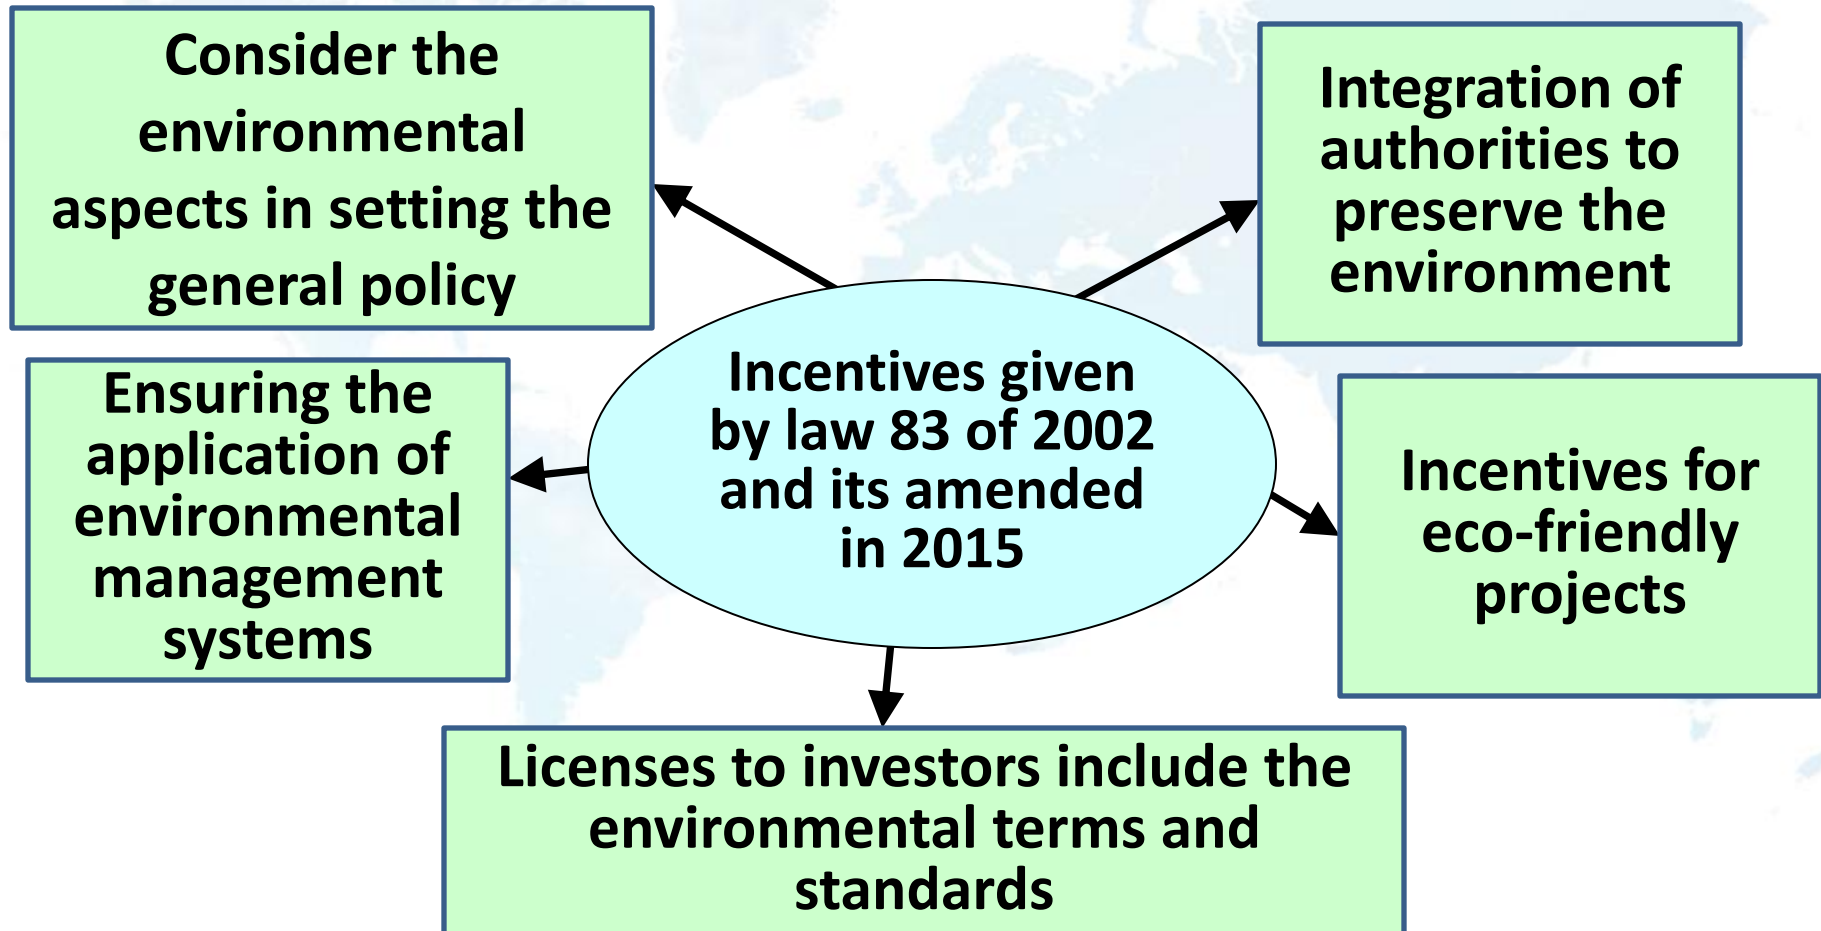 Consider the
environmental
aspects in setting the
general policy
Integration of
authorities to
preserve the
environment
Ensuring the
application of
environmental
management
systems
Incentives given
by law 83 of 2002
and its amended
in 2015
Incentives for
eco-friendly
projects
Licenses to investors include the
environmental terms and
standards